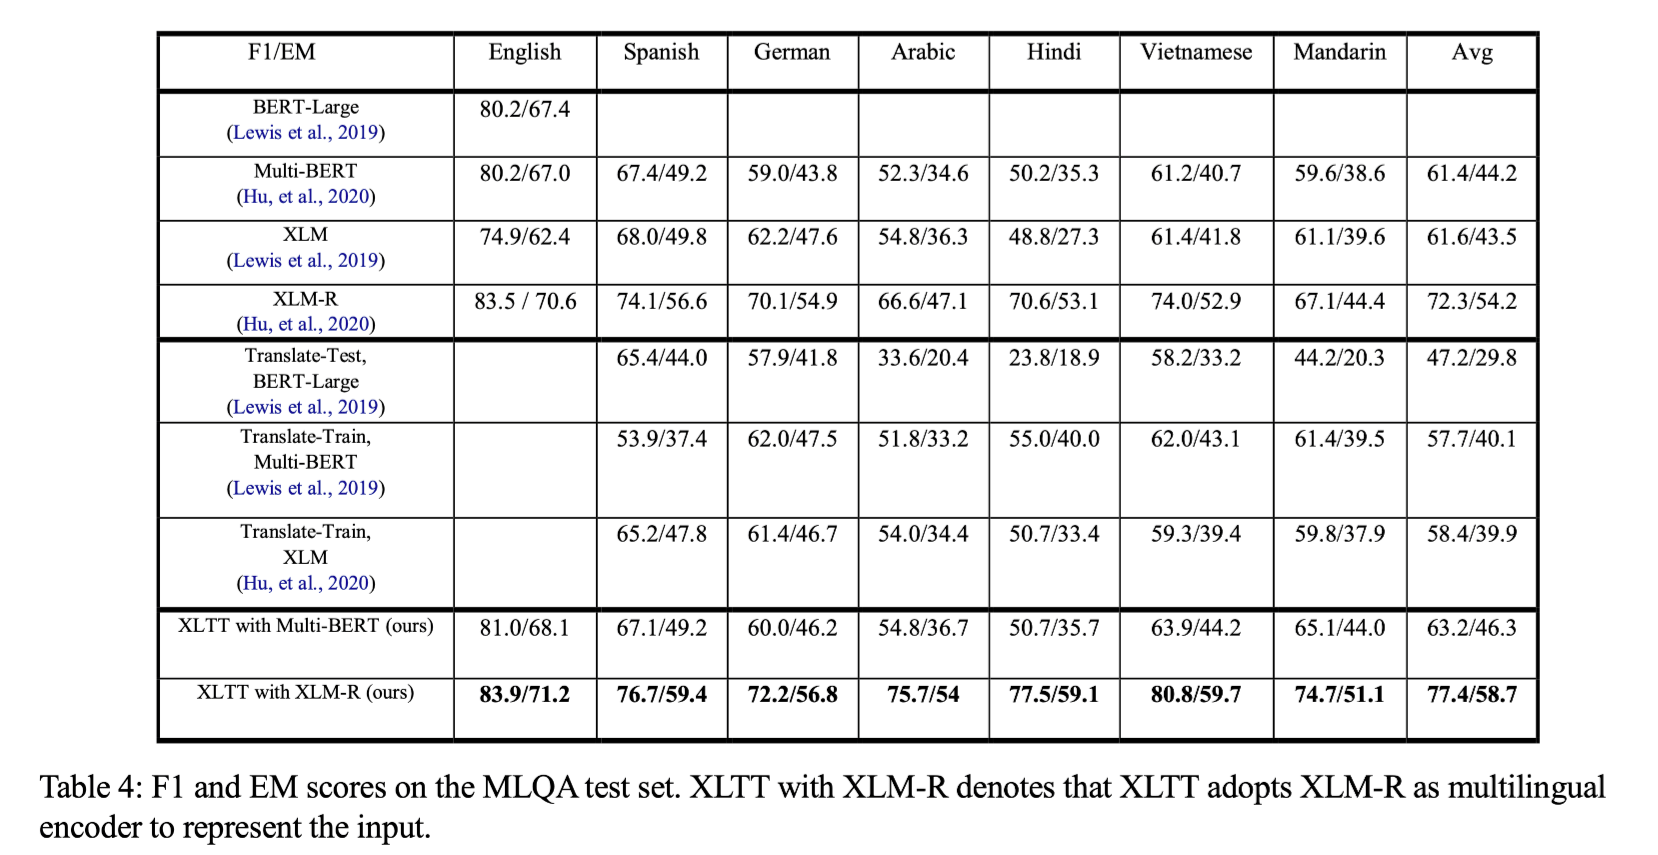 F1/EM English Spanish German Arabic Hindi Vietnamese Mandarin Avg
BERT-Large
(Lewis et al., 2019)
80.2/67.4
Multi-BERT
(Hu, et al., 2020)
80.2/67.0 67.4/49.2 59.0/43.8 52.3/34.6 50.2/35.3 61.2/40.7 59.6/38.6 61.4/44.2
XLM
(Lewis et al., 2019)
74.9/62.4 68.0/49.8 62.2/47.6 54.8/36.3 48.8/27.3 61.4/41.8 61.1/39.6 61.6/43.5
XLM-R
(Hu, et al., 2020)
83.5 / 70.6 74.1/56.6 70.1/54.9 66.6/47.1 70.6/53.1 74.0/52.9 67.1/44.4 72.3/54.2
Translate-Test,
BERT-Large
(Lewis et al., 2019)
65.4/44.0 57.9/41.8 33.6/20.4 23.8/18.9 58.2/33.2 44.2/20.3 47.2/29.8
Translate-Train,
Multi-BERT
(Lewis et al., 2019)
53.9/37.4 62.0/47.5 51.8/33.2 55.0/40.0 62.0/43.1 61.4/39.5 57.7/40.1
Translate-Train,
XLM
(Hu, et al., 2020)
65.2/47.8 61.4/46.7 54.0/34.4 50.7/33.4 59.3/39.4 59.8/37.9 58.4/39.9
XLTT with Multi-BERT (ours) 81.0/68.1 67.1/49.2 60.0/46.2 54.8/36.7 50.7/35.7 63.9/44.2 65.1/44.0 63.2/46.3
XLTT with XLM-R (ours) 83.9/71.2 76.7/59.4 72.2/56.8 75.7/54 77.5/59.1 80.8/59.7 74.7/51.1 77.4/58.7
Table 4: F1 and EM scores on the MLQA test set. XLTT with XLM-R denotes that XLTT adopts XLM-R as multilingual
encoder to represent the input.